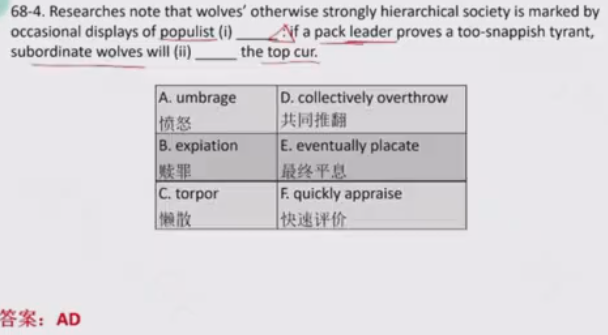 68-4. Researches note that wolves' otherwise strongly hierarchical society is marked by
occasional displays of populist (i) _____: if a pack leader proves a too-snappish tyrant,
subordinate wolves will (ii) _____ the top cur.
A. umbrage
愤怒
D. collectively overthrow
共同推翻
B. expiation
赎罪
E. eventually placate
最终平息
C. torpor
懒散
F. quickly appraise
快速评价
答案：AD